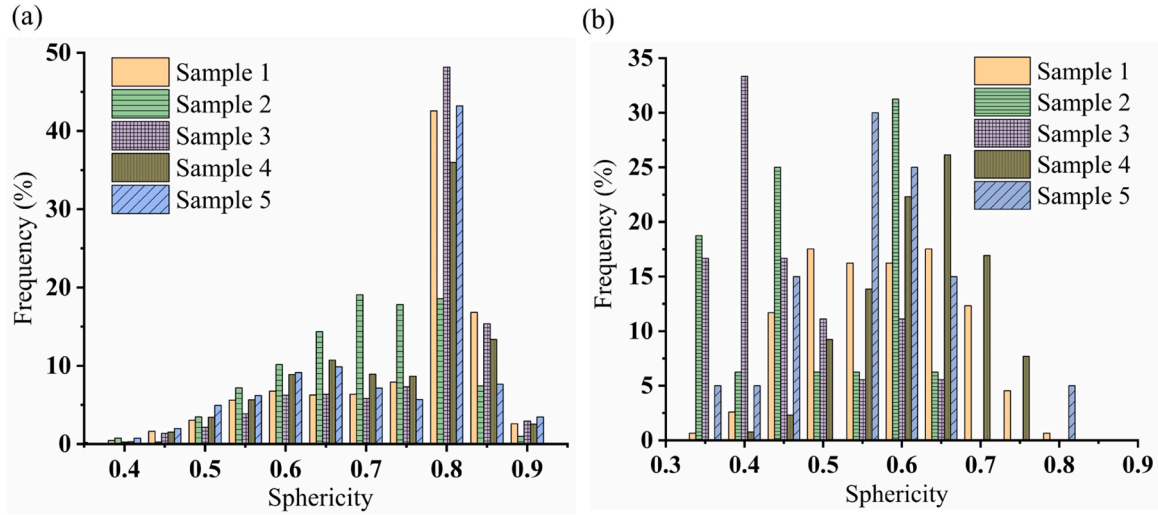 (a)
50
40
30
20
10
0
Frequency (%)
Sample 1
Sample 2
Sample 3
Sample 4
Sample 5
0.4 0.5 0.6 0.7 0.8 0.9
Sphericity
(b)
35
30
25
20
15
10
5
0
Frequency (%)
Sample 1
Sample 2
Sample 3
Sample 4
Sample 5
0.3 0.4 0.5 0.6 0.7 0.8 0.9
Sphericity